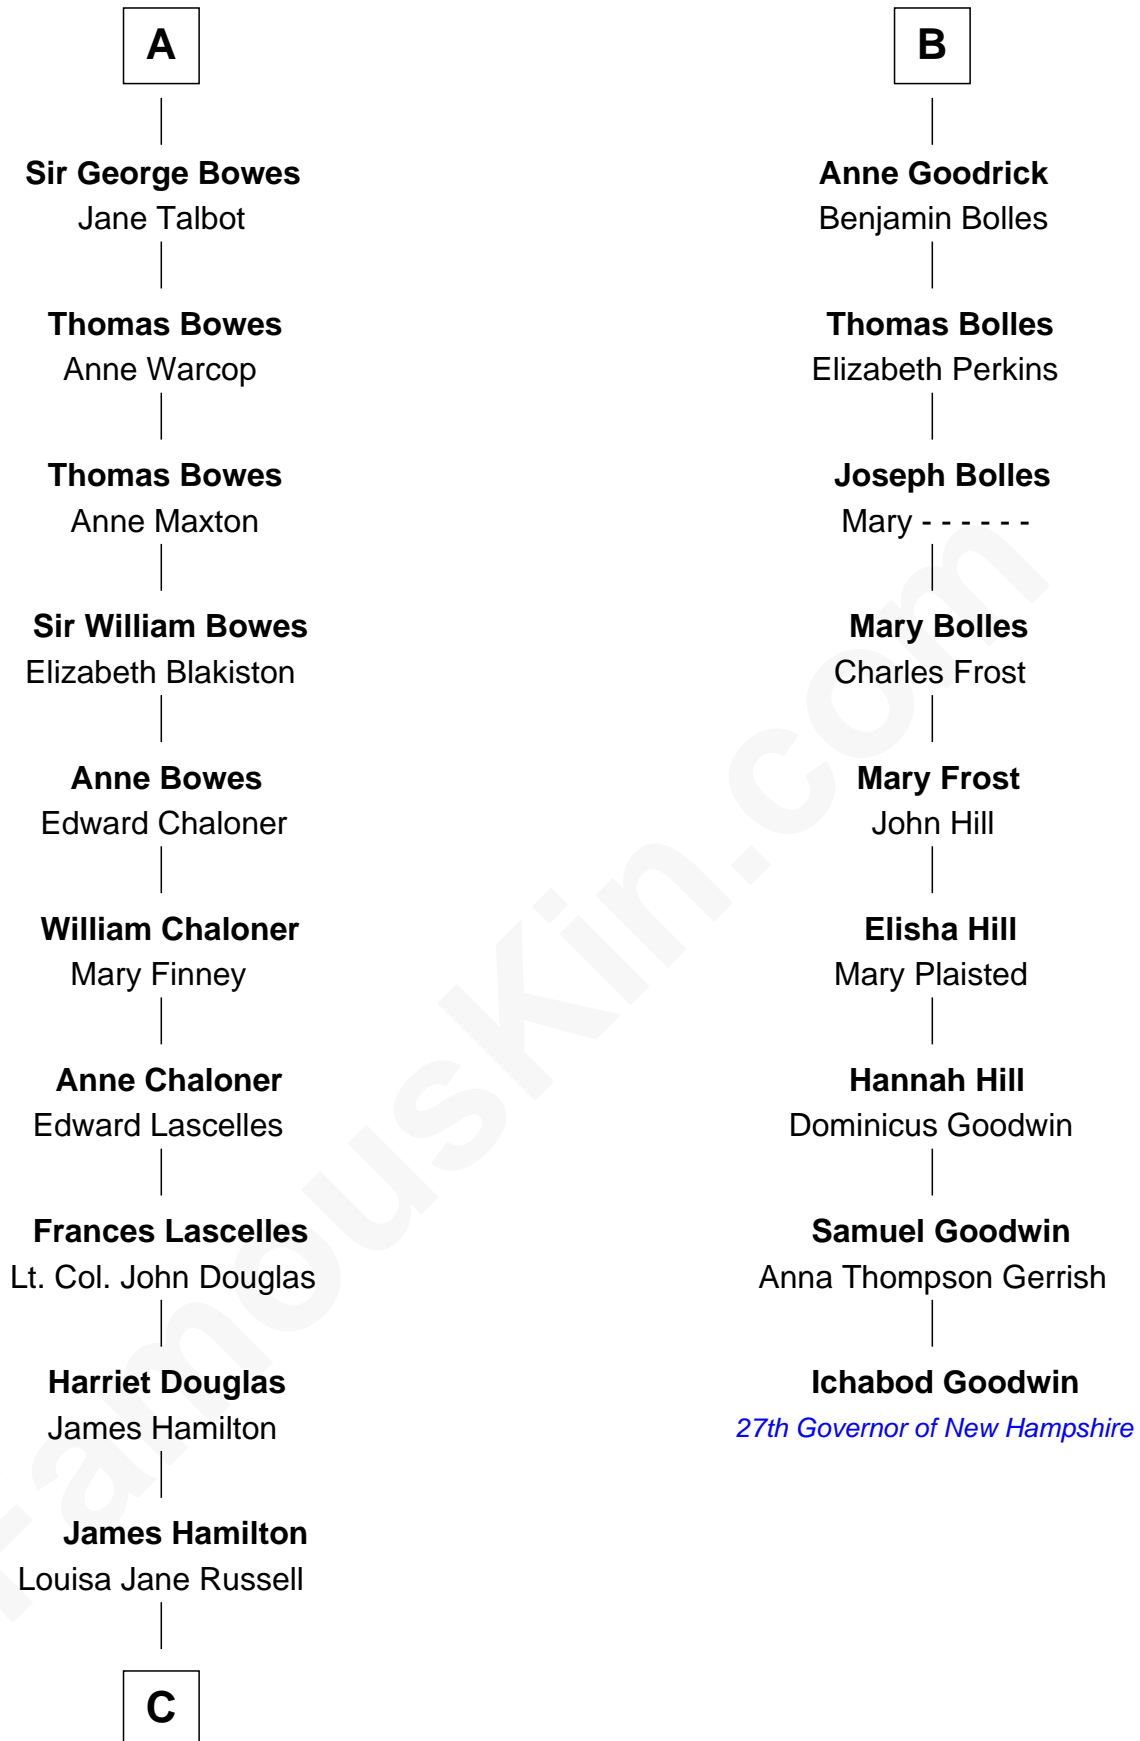 A
Sir George Bowes
Jane Talbot
Thomas Bowes
Anne Warcop
Thomas Bowes
Anne Maxton
Sir William Bowes
Elizabeth Blakiston
Anne Bowes
Edward Chaloner
William Chaloner
Mary Finney
Anne Chaloner
Edward Lascelles
Frances Lascelles
Lt. Col. John Douglas
Harriet Douglas
James Hamilton
James Hamilton
Louisa Jane Russell
C
B
Anne Goodrick
Benjamin Bolles
Thomas Bolles
Elizabeth Perkins
Joseph Bolles
Mary - - - - - -
Mary Bolles
Charles Frost
Mary Frost
John Hill
Elisha Hill
Mary Plaisted
Hannah Hill
Dominicus Goodwin
Samuel Goodwin
Anna Thompson Gerrish
Ichabod Goodwin
27th Governor of New Hampshire
FamousKin.com